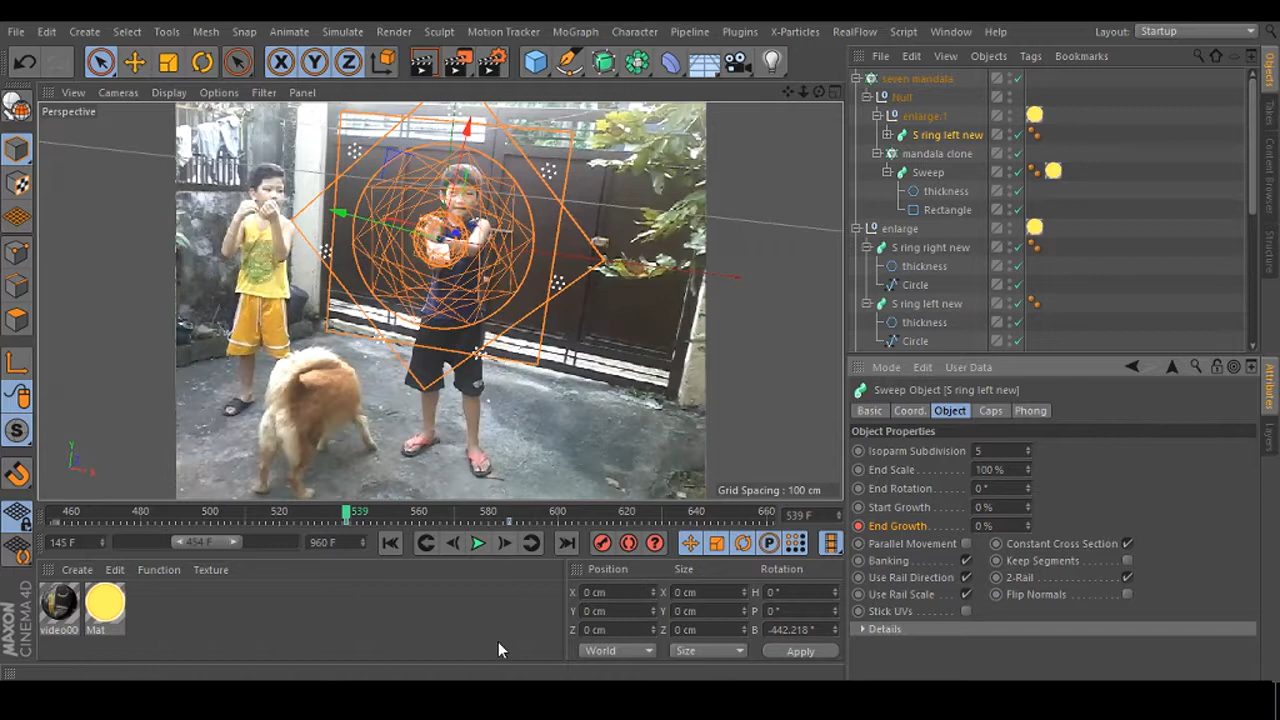 File Edit Create Select Tools Mesh Snap Animate Simulate Render Sculpt Motion Tracker MoGraph Character Pipeline Plugins X-Particles RealFlow Script Window Help Layout: Startup
File Edit View Objects Tags Bookmarks
seven mandala
Null
enlarge.1
S ring left new
mandala clone
Sweep
thickness
Rectangle
enlarge
S ring right new
thickness
Circle
S ring left new
thickness
Circle
Objects
Takes
Content Browser
Structure
View Cameras Display Options Filter Panel
Perspective
Grid Spacing : 100 cm
460 480 500 520 539 560 580 600 620 640 660 539 F
145 F 454 F 960 F
Create Edit Function Texture
video00 Mat
MAXON
CINEMA 4D
Position Size Rotation
X 0 cm X 0 cm H 0 °
Y 0 cm Y 0 cm P 0 °
Z 0 cm Z 0 cm B -442.218 °
World Size Apply
Mode Edit User Data
Sweep Object [S ring left new]
Basic Coord. Object Caps Phong
Object Properties
Isoparm Subdivision 5
End Scale 100 %
End Rotation 0 °
Start Growth 0 %
End Growth 0 %
Parallel Movement Constant Cross Section
Banking Keep Segments
Use Rail Direction 2-Rail
Use Rail Scale Flip Normals
Stick UVs
Details
Attributes
Layers